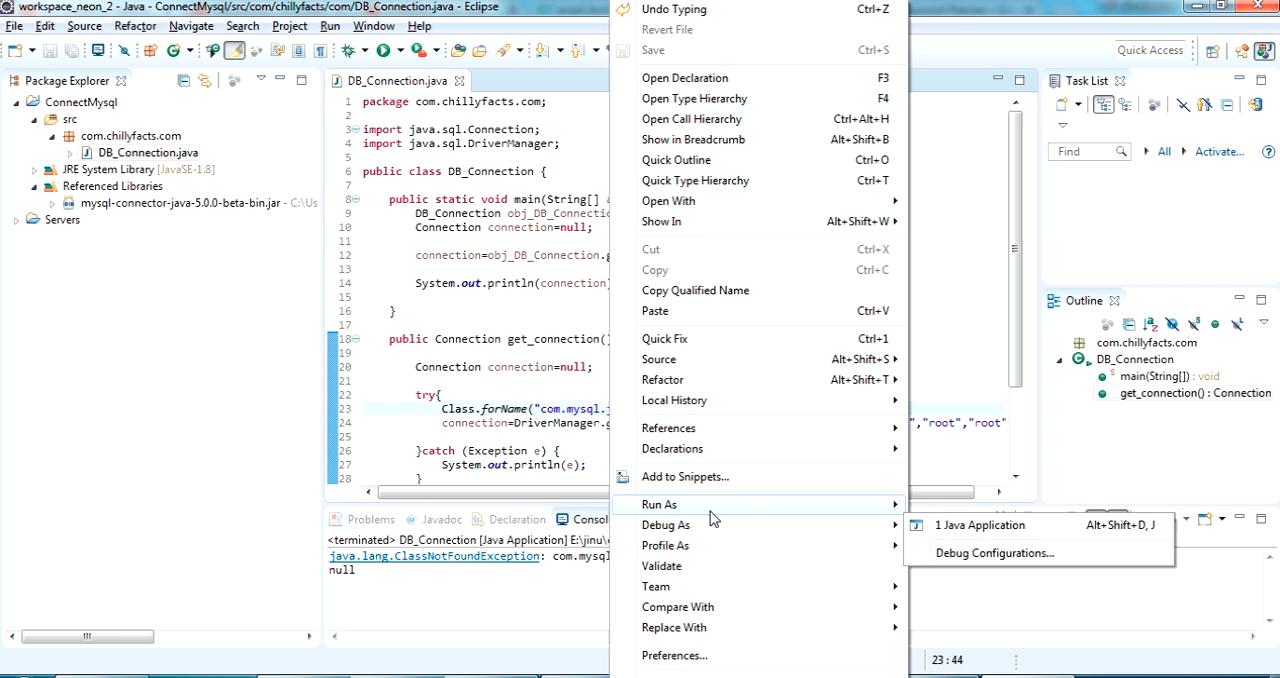 workspace_neon_2 - Java - ConnectMysql/src/com/chillyfacts/com/DB_Connection.java - Eclipse
File Edit Source Refactor Navigate Search Project Run Window Help
Quick Access
Package Explorer
ConnectMysql
src
com.chillyfacts.com
DB_Connection.java
JRE System Library [JavaSE-1.8]
Referenced Libraries
mysql-connector-java-5.0.0-beta-bin.jar - C:\Us
Servers
DB_Connection.java
1 package com.chillyfacts.com;
2
3 import java.sql.Connection;
4 import java.sql.DriverManager;
5
6 public class DB_Connection {
7
8 public static void main(String[] a
9 DB_Connection obj_DB_Connectio
10 Connection connection=null;
11
12 connection=obj_DB_Connection.g
13
14 System.out.println(connection)
15
16 }
17
18 public Connection get_connection()
19
20 Connection connection=null;
21
22 try{
23 Class.forName("com.mysql.j
24 connection=DriverManager.g ","root","root"
25
26 }catch (Exception e) {
27 System.out.println(e);
28 }
Problems Javadoc Declaration Conso
<terminated> DB_Connection [Java Application] E:\jinu\
java.lang.ClassNotFoundException: com.mysq
null
Undo Typing Ctrl+Z
Revert File
Save Ctrl+S
Open Declaration F3
Open Type Hierarchy F4
Open Call Hierarchy Ctrl+Alt+H
Show in Breadcrumb Alt+Shift+B
Quick Outline Ctrl+O
Quick Type Hierarchy Ctrl+T
Open With
Show In Alt+Shift+W
Cut Ctrl+X
Copy Ctrl+C
Copy Qualified Name
Paste Ctrl+V
Quick Fix Ctrl+1
Source Alt+Shift+S
Refactor Alt+Shift+T
Local History
References
Declarations
Add to Snippets...
Run As
Debug As
Profile As
Validate
Team
Compare With
Replace With
Preferences...
1 Java Application Alt+Shift+D, J
Debug Configurations...
Task List
Find All Activate...
Outline
com.chillyfacts.com
DB_Connection
main(String[]) : void
get_connection() : Connection
23 : 44